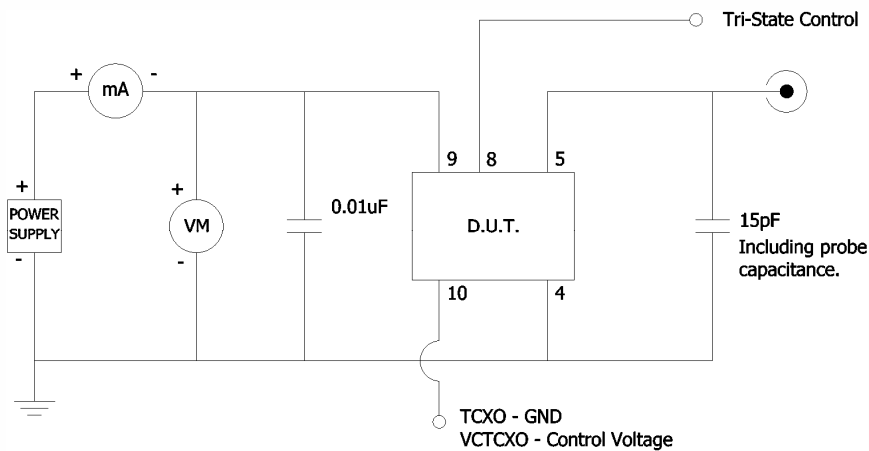 Tri-State Control
+
-
mA
9
8
5
+
POWER
SUPPLY
-
+
VM
-
0.01uF
D.U.T.
15pF
Including probe
capacitance.
10
4
TCXO - GND
VCTCXO - Control Voltage